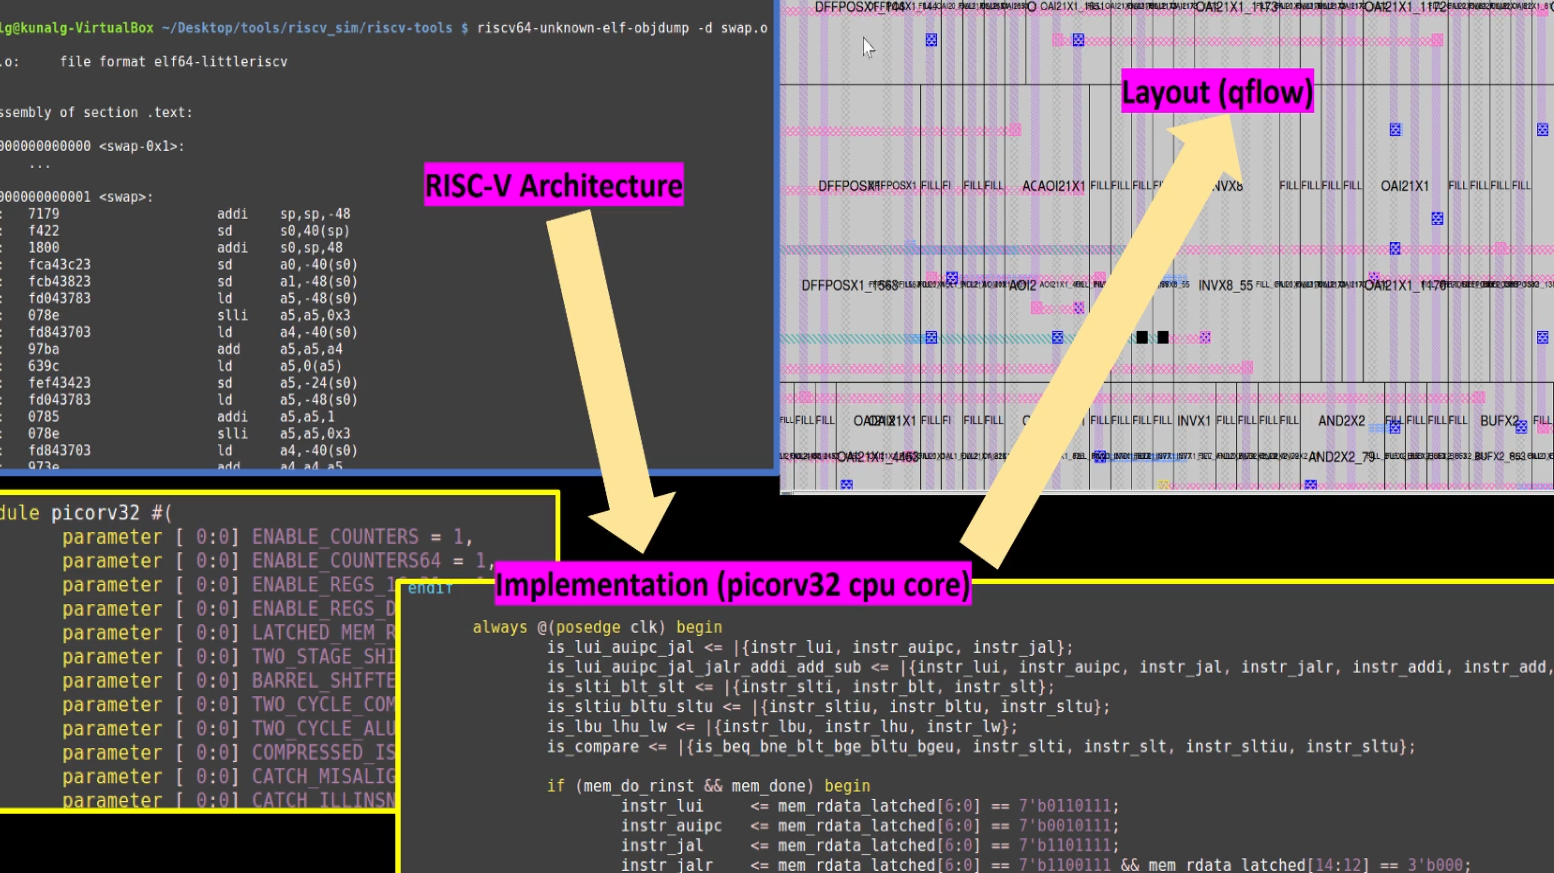 lg@kunalg-VirtualBox ~/Desktop/tools/riscv_sim/riscv-tools $ riscv64-unknown-elf-objdump -d swap.o
.o: file format elf64-littleriscv
ssembly of section .text:
000000000000 <swap-0x1>:
...
000000000001 <swap>:
: 7179 addi sp,sp,-48
: f422 sd s0,40(sp)
: 1800 addi s0,sp,48
: fca43c23 sd a0,-40(s0)
: fcb43823 sd a1,-48(s0)
: fd043783 ld a5,-48(s0)
: 078e slli a5,a5,0x3
: fd843703 ld a4,-40(s0)
: 97ba add a5,a5,a4
: 639c ld a5,0(a5)
: fef43423 sd a5,-24(s0)
: fd043783 ld a5,-48(s0)
: 0785 addi a5,a5,1
: 078e slli a5,a5,0x3
: fd843703 ld a4,-40(s0)
: 973e add a4,a4,a5
RISC-V Architecture
Layout (qflow)
DFFPOSX1 FILL FILL FILL ACAOI21X1 FILL FILL FILL INVX8 FILL FILL FILL FILL OAI21X1 FILL FILL FILL FILL
DFFPOSX1_1563 AOI2 INVX8_55 OAI21X1_1170
FILL FILL OAI21X1 FILL FILL FILL FILL FILL FILL FILL INVX1 FILL FILL FILL FILL AND2X2 FILL FILL FILL FILL BUFX2 FILL
OAI21X1_4463 AND2X2_79 BUFX2_853
Implementation (picorv32 cpu core)
dule picorv32 #(
parameter [ 0:0] ENABLE_COUNTERS = 1,
parameter [ 0:0] ENABLE_COUNTERS64 = 1,
parameter [ 0:0] ENABLE_REGS_1
parameter [ 0:0] ENABLE_REGS_D
parameter [ 0:0] LATCHED_MEM_R
parameter [ 0:0] TWO_STAGE_SHI
parameter [ 0:0] BARREL_SHIFTE
parameter [ 0:0] TWO_CYCLE_COM
parameter [ 0:0] TWO_CYCLE_ALU
parameter [ 0:0] COMPRESSED_IS
parameter [ 0:0] CATCH_MISALIG
parameter [ 0:0] CATCH_ILLINSN
endif
always @(posedge clk) begin
is_lui_auipc_jal <= |{instr_lui, instr_auipc, instr_jal};
is_lui_auipc_jal_jalr_addi_add_sub <= |{instr_lui, instr_auipc, instr_jal, instr_jalr, instr_addi, instr_add,
is_slti_blt_slt <= |{instr_slti, instr_blt, instr_slt};
is_sltiu_bltu_sltu <= |{instr_sltiu, instr_bltu, instr_sltu};
is_lbu_lhu_lw <= |{instr_lbu, instr_lhu, instr_lw};
is_compare <= |{is_beq_bne_blt_bge_bltu_bgeu, instr_slti, instr_slt, instr_sltiu, instr_sltu};
if (mem_do_rinst && mem_done) begin
instr_lui <= mem_rdata_latched[6:0] == 7'b0110111;
instr_auipc <= mem_rdata_latched[6:0] == 7'b0010111;
instr_jal <= mem_rdata_latched[6:0] == 7'b1101111;
instr_jalr <= mem_rdata_latched[6:0] == 7'b1100111 && mem_rdata_latched[14:12] == 3'b000;